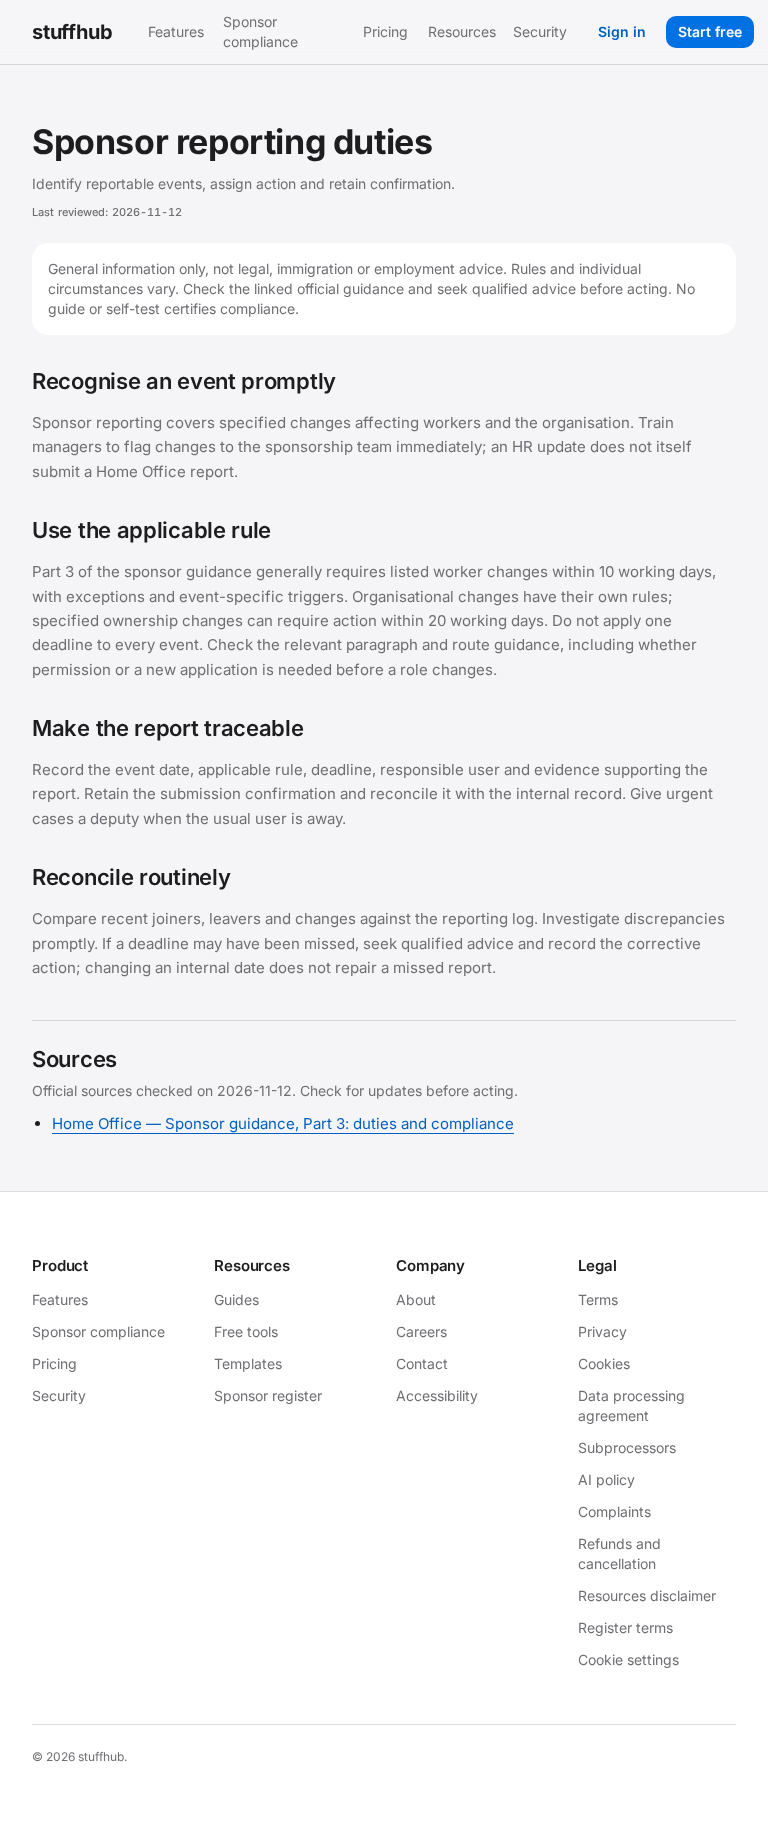 stuffhub
Features
Sponsor
compliance
Pricing
Resources
Security
Sign in
Start free
Sponsor reporting duties
Identify reportable events, assign action and retain confirmation.
Last reviewed: 2026-11-12
General information only, not legal, immigration or employment advice. Rules and individual
circumstances vary. Check the linked official guidance and seek qualified advice before acting. No
guide or self-test certifies compliance.
Recognise an event promptly
Sponsor reporting covers specified changes affecting workers and the organisation. Train
managers to flag changes to the sponsorship team immediately; an HR update does not itself
submit a Home Office report.
Use the applicable rule
Part 3 of the sponsor guidance generally requires listed worker changes within 10 working days,
with exceptions and event-specific triggers. Organisational changes have their own rules;
specified ownership changes can require action within 20 working days. Do not apply one
deadline to every event. Check the relevant paragraph and route guidance, including whether
permission or a new application is needed before a role changes.
Make the report traceable
Record the event date, applicable rule, deadline, responsible user and evidence supporting the
report. Retain the submission confirmation and reconcile it with the internal record. Give urgent
cases a deputy when the usual user is away.
Reconcile routinely
Compare recent joiners, leavers and changes against the reporting log. Investigate discrepancies
promptly. If a deadline may have been missed, seek qualified advice and record the corrective
action; changing an internal date does not repair a missed report.
Sources
Official sources checked on 2026-11-12. Check for updates before acting.
Home Office — Sponsor guidance, Part 3: duties and compliance
Product
Features
Sponsor compliance
Pricing
Security
Resources
Guides
Free tools
Templates
Sponsor register
Company
About
Careers
Contact
Accessibility
Legal
Terms
Privacy
Cookies
Data processing
agreement
Subprocessors
AI policy
Complaints
Refunds and
cancellation
Resources disclaimer
Register terms
Cookie settings
© 2026 stuffhub.